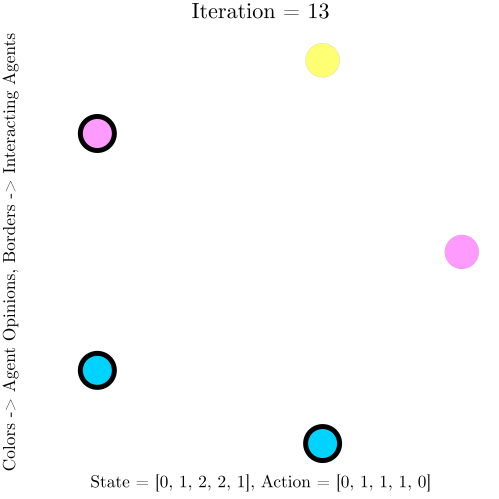 Iteration = 13
Colors -> Agent Opinions, Borders -> Interacting Agents
State = [0, 1, 2, 2, 1], Action = [0, 1, 1, 1, 0]